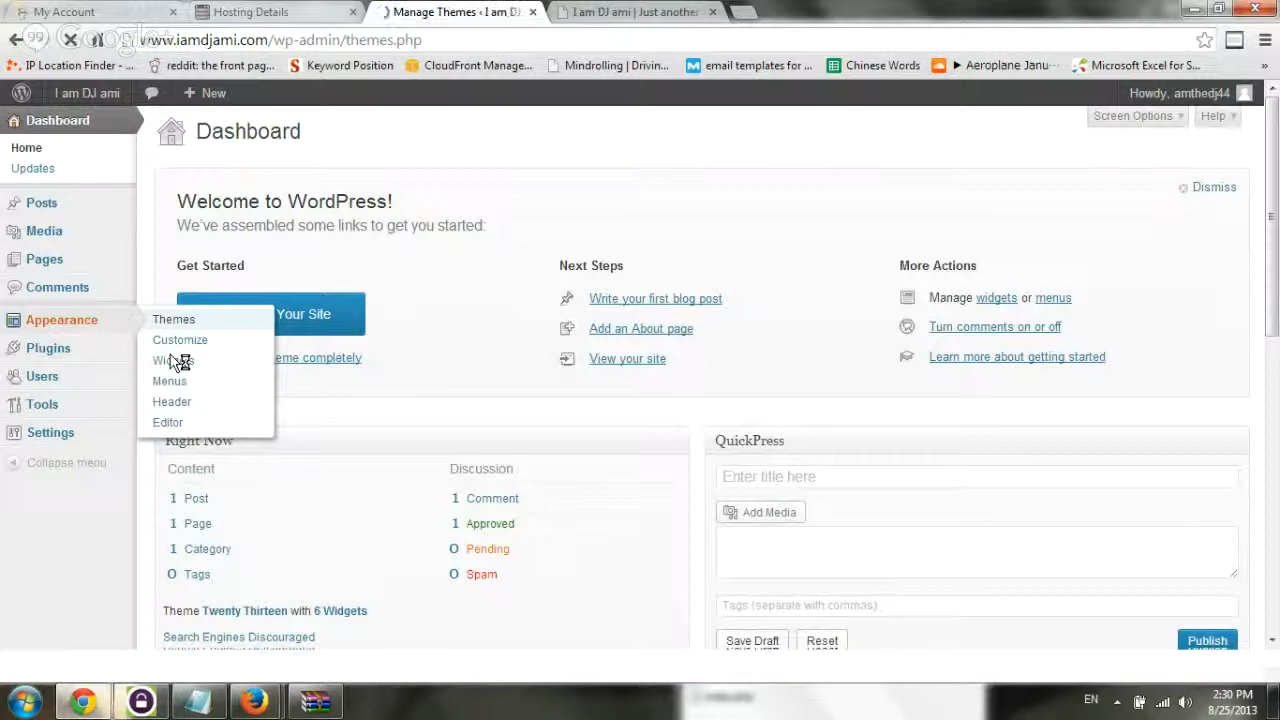 My Account
Hosting Details
Manage Themes ‹ I am DJ
I am DJ ami | Just another
www.iamdjami.com/wp-admin/themes.php
IP Location Finder -...
reddit: the front pag...
Keyword Position
CloudFront Manage...
Mindrolling | Drivin...
email templates for ...
Chinese Words
► Aeroplane Janu···
Microsoft Excel for S...
»
I am DJ ami
+ New
Howdy, amthedj44
Dashboard
Home
Updates
Posts
Media
Pages
Comments
Appearance
Plugins
Users
Tools
Settings
Collapse menu
Themes
Customize
Menus
Header
Editor
Dashboard
Screen Options
Help
Welcome to WordPress!
We've assembled some links to get you started:
Dismiss
Get Started
Your Site
eme completely
Next Steps
Write your first blog post
Add an About page
View your site
More Actions
Manage widgets or menus
Turn comments on or off
Learn more about getting started
Right Now
Content
1 Post
1 Page
1 Category
0 Tags
Discussion
1 Comment
1 Approved
0 Pending
0 Spam
Theme Twenty Thirteen with 6 Widgets
Search Engines Discouraged
QuickPress
Enter title here
Add Media
Tags (separate with commas)
Save Draft
Reset
Publish
EN
2:30 PM
8/25/2013